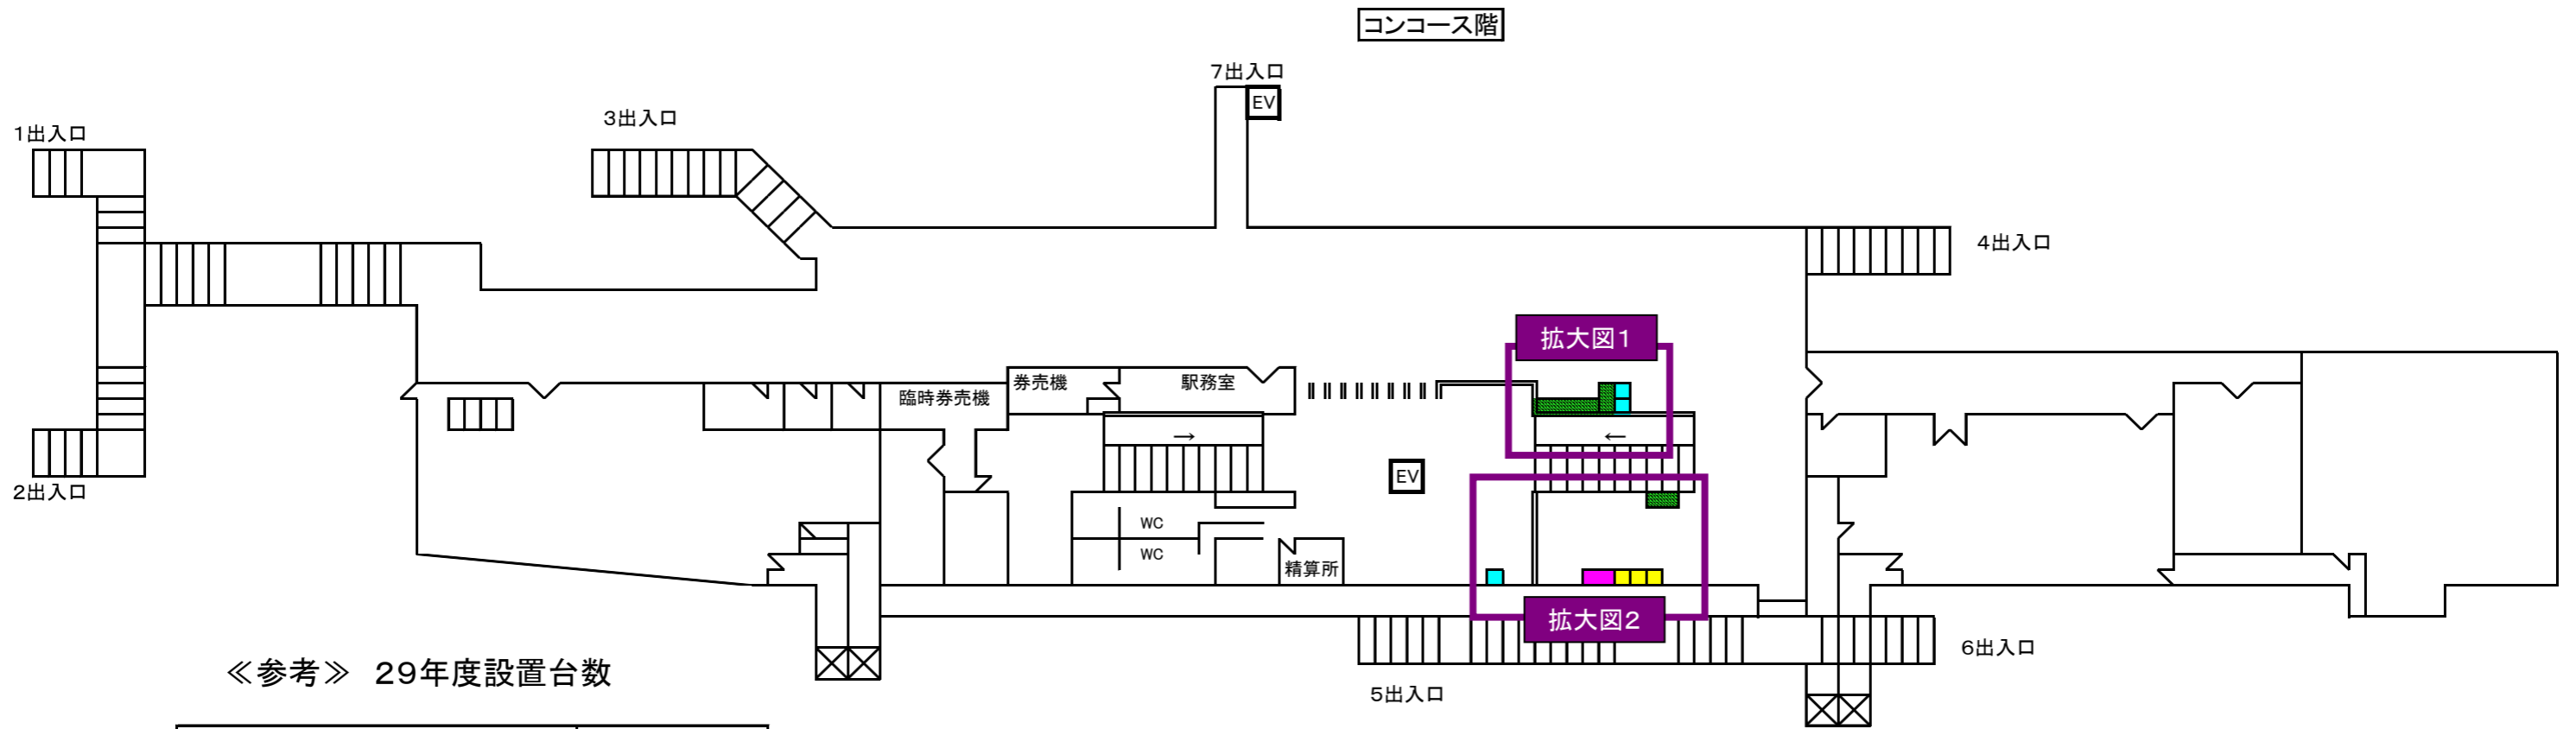 コンコース階
7出入口
EV
3出入口
1出入口
4出入口
拡大図1
券売機
駅務室
臨時券売機
→
←
EV
2出入口
WC
WC
精算所
拡大図2
6出入口
≪参考≫ 29年度設置台数
5出入口